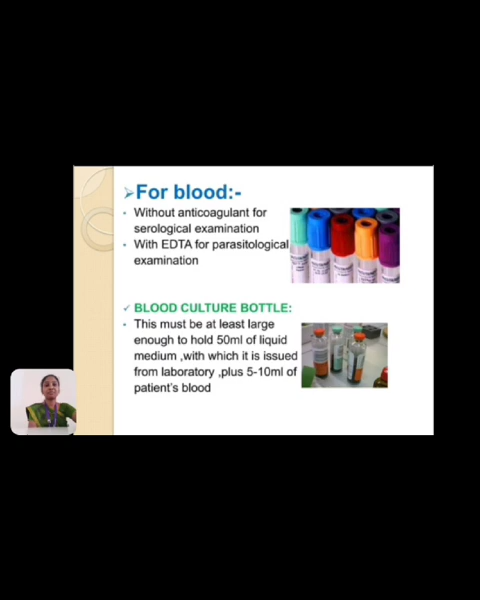 ➢For blood:-
• Without anticoagulant for
serological examination
• With EDTA for parasitological
examination
✓ BLOOD CULTURE BOTTLE:
• This must be at least large
enough to hold 50ml of liquid
medium ,with which it is issued
from laboratory ,plus 5-10ml of
patient's blood